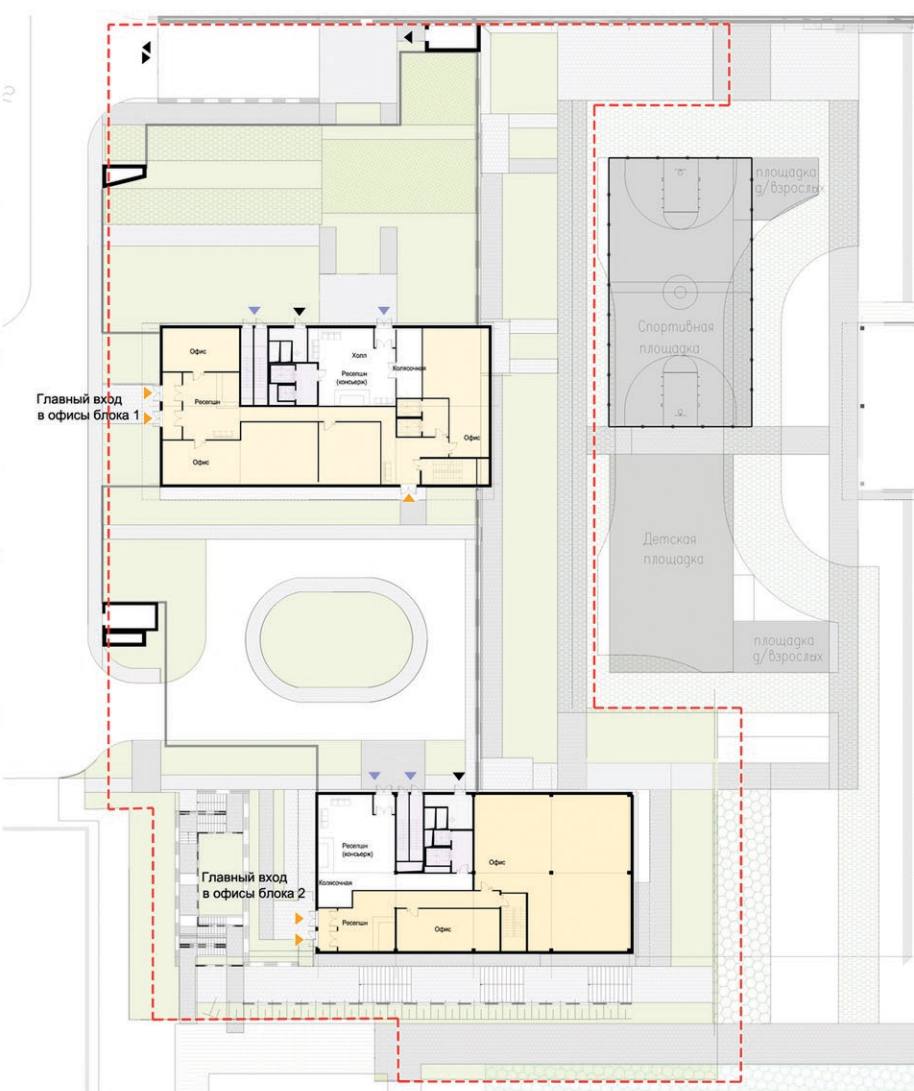 площадка
д/взрослых
Спортивная
площадка
Офис
Холл
Ресепшн
(консьерж)
Колясочная
Главный вход
в офисы блока 1
Ресепшн
Офис
Офис
Детская
площадка
площадка
д/взрослых
Ресепшн
(консьерж)
Офис
Колясочная
Главный вход
в офисы блока 2
Ресепшн
Офис